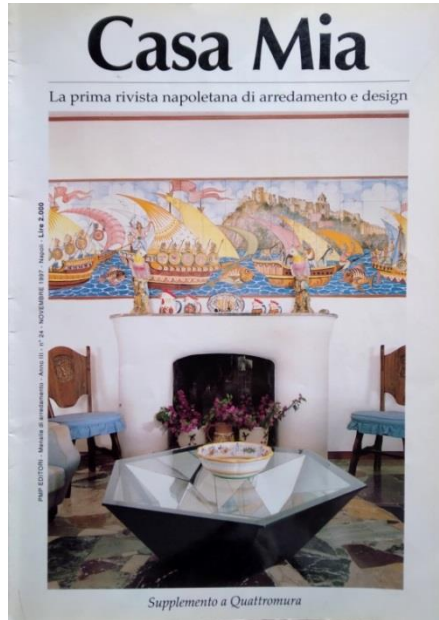 Casa Mia
La prima rivista napoletana di arredamento e design
PMP EDITORI - Mensile di arredamento - Anno III - n° 24 - NOVEMBRE 1997 - Napoli - Lire 2.000
Supplemento a Quattromura